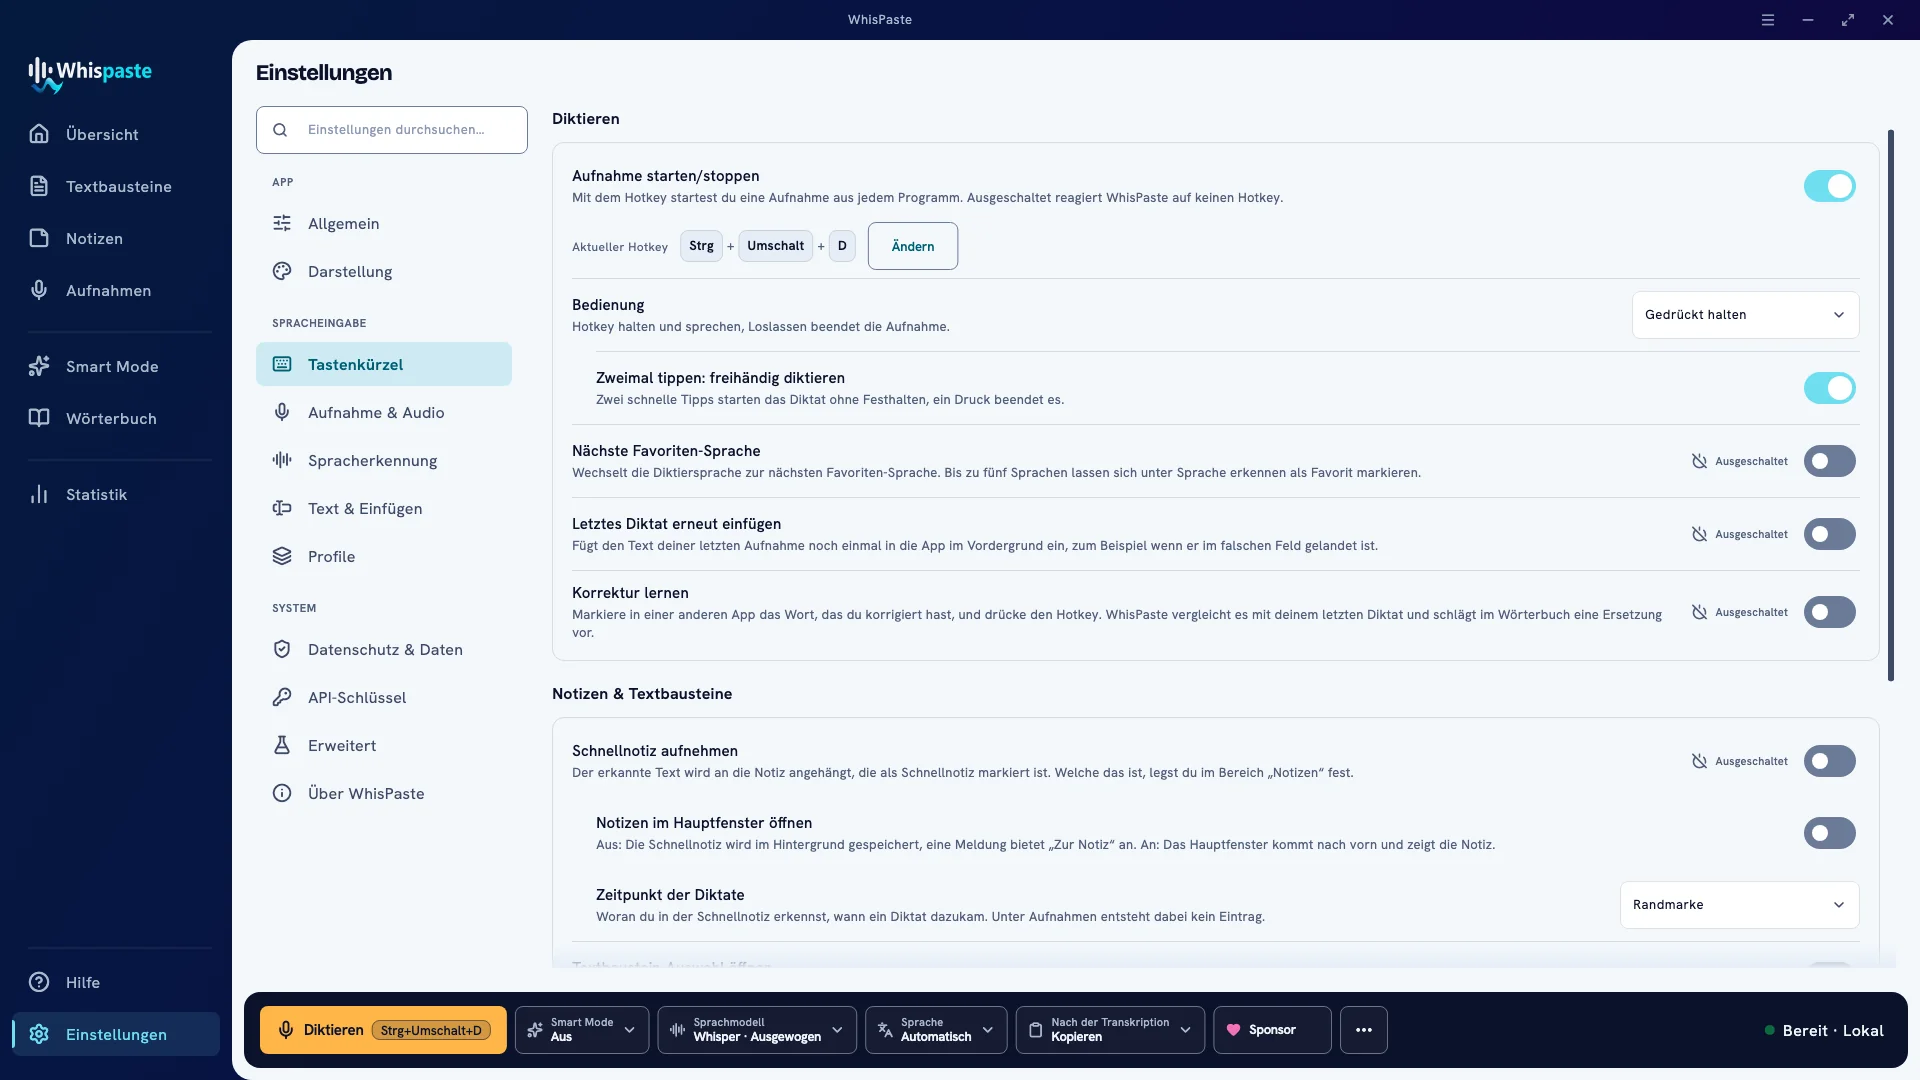 WhisPaste
Whispaste
Übersicht
Textbausteine
Notizen
Aufnahmen
Smart Mode
Wörterbuch
Statistik
Hilfe
Einstellungen
Einstellungen
Einstellungen durchsuchen...
APP
Allgemein
Darstellung
SPRACHEINGABE
Tastenkürzel
Aufnahme & Audio
Spracherkennung
Text & Einfügen
Profile
SYSTEM
Datenschutz & Daten
API-Schlüssel
Erweitert
Über WhisPaste
Diktieren
Aufnahme starten/stoppen
Mit dem Hotkey startest du eine Aufnahme aus jedem Programm. Ausgeschaltet reagiert WhisPaste auf keinen Hotkey.
Aktueller Hotkey Strg + Umschalt + D Ändern
Bedienung
Hotkey halten und sprechen, Loslassen beendet die Aufnahme.
Gedrückt halten
Zweimal tippen: freihändig diktieren
Zwei schnelle Tipps starten das Diktat ohne Festhalten, ein Druck beendet es.
Nächste Favoriten-Sprache
Wechselt die Diktiersprache zur nächsten Favoriten-Sprache. Bis zu fünf Sprachen lassen sich unter Sprache erkennen als Favorit markieren.
Ausgeschaltet
Letztes Diktat erneut einfügen
Fügt den Text deiner letzten Aufnahme noch einmal in die App im Vordergrund ein, zum Beispiel wenn er im falschen Feld gelandet ist.
Ausgeschaltet
Korrektur lernen
Markiere in einer anderen App das Wort, das du korrigiert hast, und drücke den Hotkey. WhisPaste vergleicht es mit deinem letzten Diktat und schlägt im Wörterbuch eine Ersetzung
vor.
Ausgeschaltet
Notizen & Textbausteine
Schnellnotiz aufnehmen
Der erkannte Text wird an die Notiz angehängt, die als Schnellnotiz markiert ist. Welche das ist, legst du im Bereich „Notizen“ fest.
Ausgeschaltet
Notizen im Hauptfenster öffnen
Aus: Die Schnellnotiz wird im Hintergrund gespeichert, eine Meldung bietet „Zur Notiz“ an. An: Das Hauptfenster kommt nach vorn und zeigt die Notiz.
Zeitpunkt der Diktate
Woran du in der Schnellnotiz erkennst, wann ein Diktat dazukam. Unter Aufnahmen entsteht dabei kein Eintrag.
Randmarke
Textbaustein-Auswahl öffnen
Diktieren Strg+Umschalt+D
Smart Mode
Aus
Sprachmodell
Whisper · Ausgewogen
Sprache
Automatisch
Nach der Transkription
Kopieren
Sponsor
Bereit · Lokal